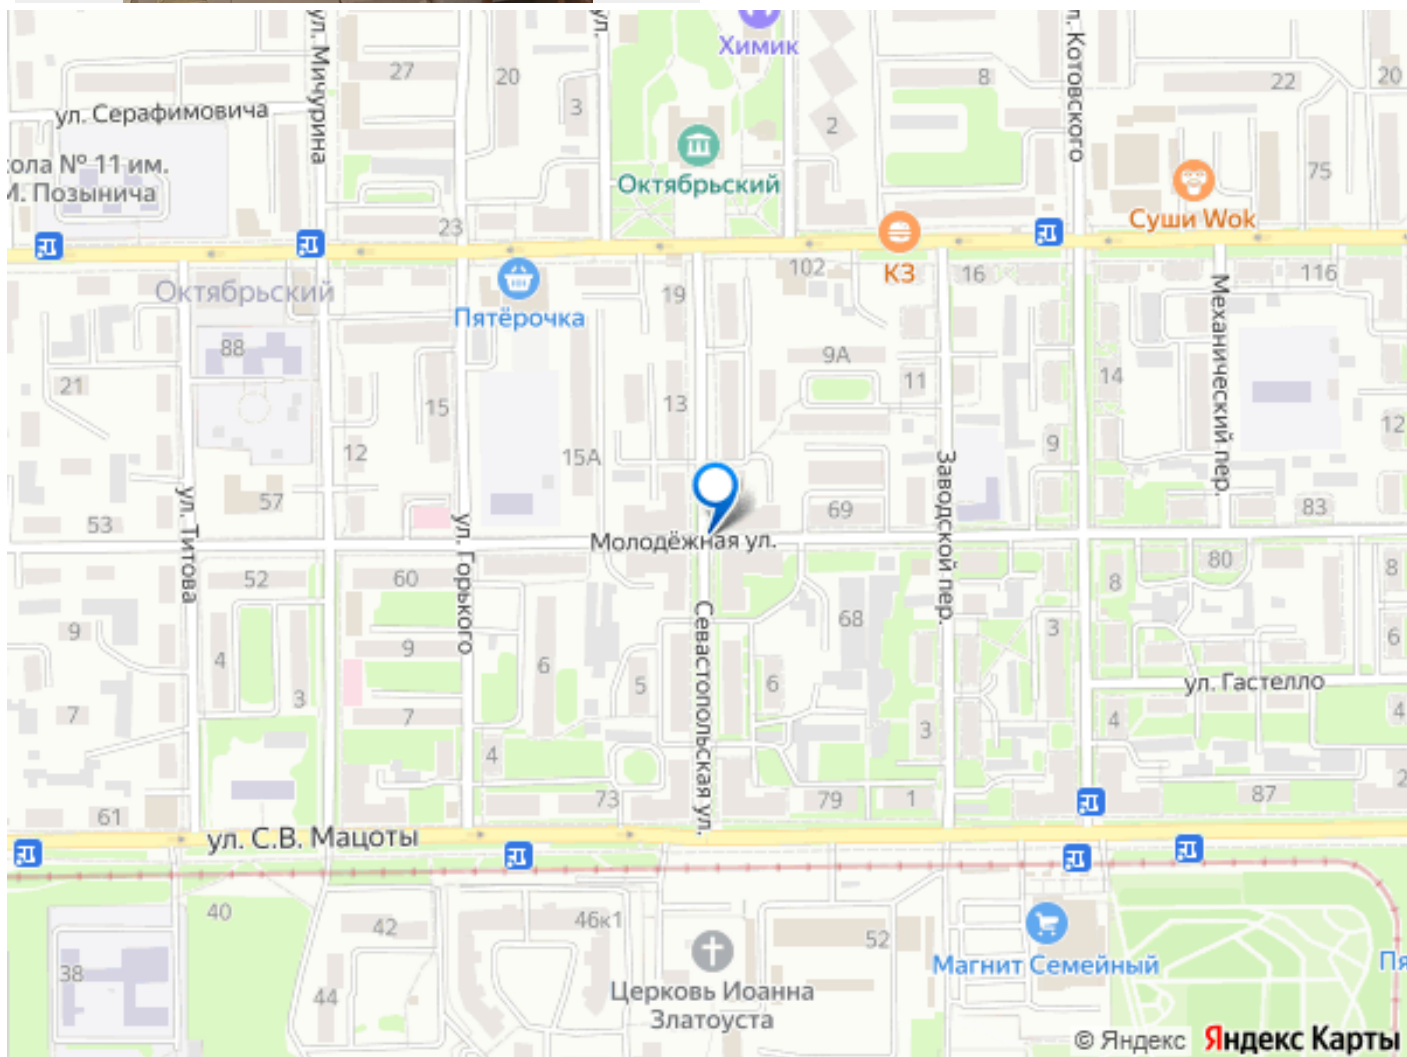 Химик
ул.
ул. Мичурина
л. Котовского
27
20
3
2
8
22
20
ул. Серафимовича
кола № 11 им.
М. Позынича
Октябрьский
75
Суши Wok
23
КЗ
Октябрьский
Пятёрочка
19
102
16
116
Механический пер.
88
21
15
13
9А
11
14
12
12
15А
9
57
53
ул. Титова
ул. Горького
69
Заводской пер.
83
Молодёжная ул.
52
60
80
8
8
9
4
3
9
6
5
Севастопольская ул.
6
68
3
6
ул. Гастелло
7
7
4
3
4
4
61
73
79
1
87
2
ул. С.В. Мацоты
40
42
46к1
52
38
44
Церковь Иоанна
Златоуста
Магнит Семейный
Пя
© Яндекс Яндекс Карты